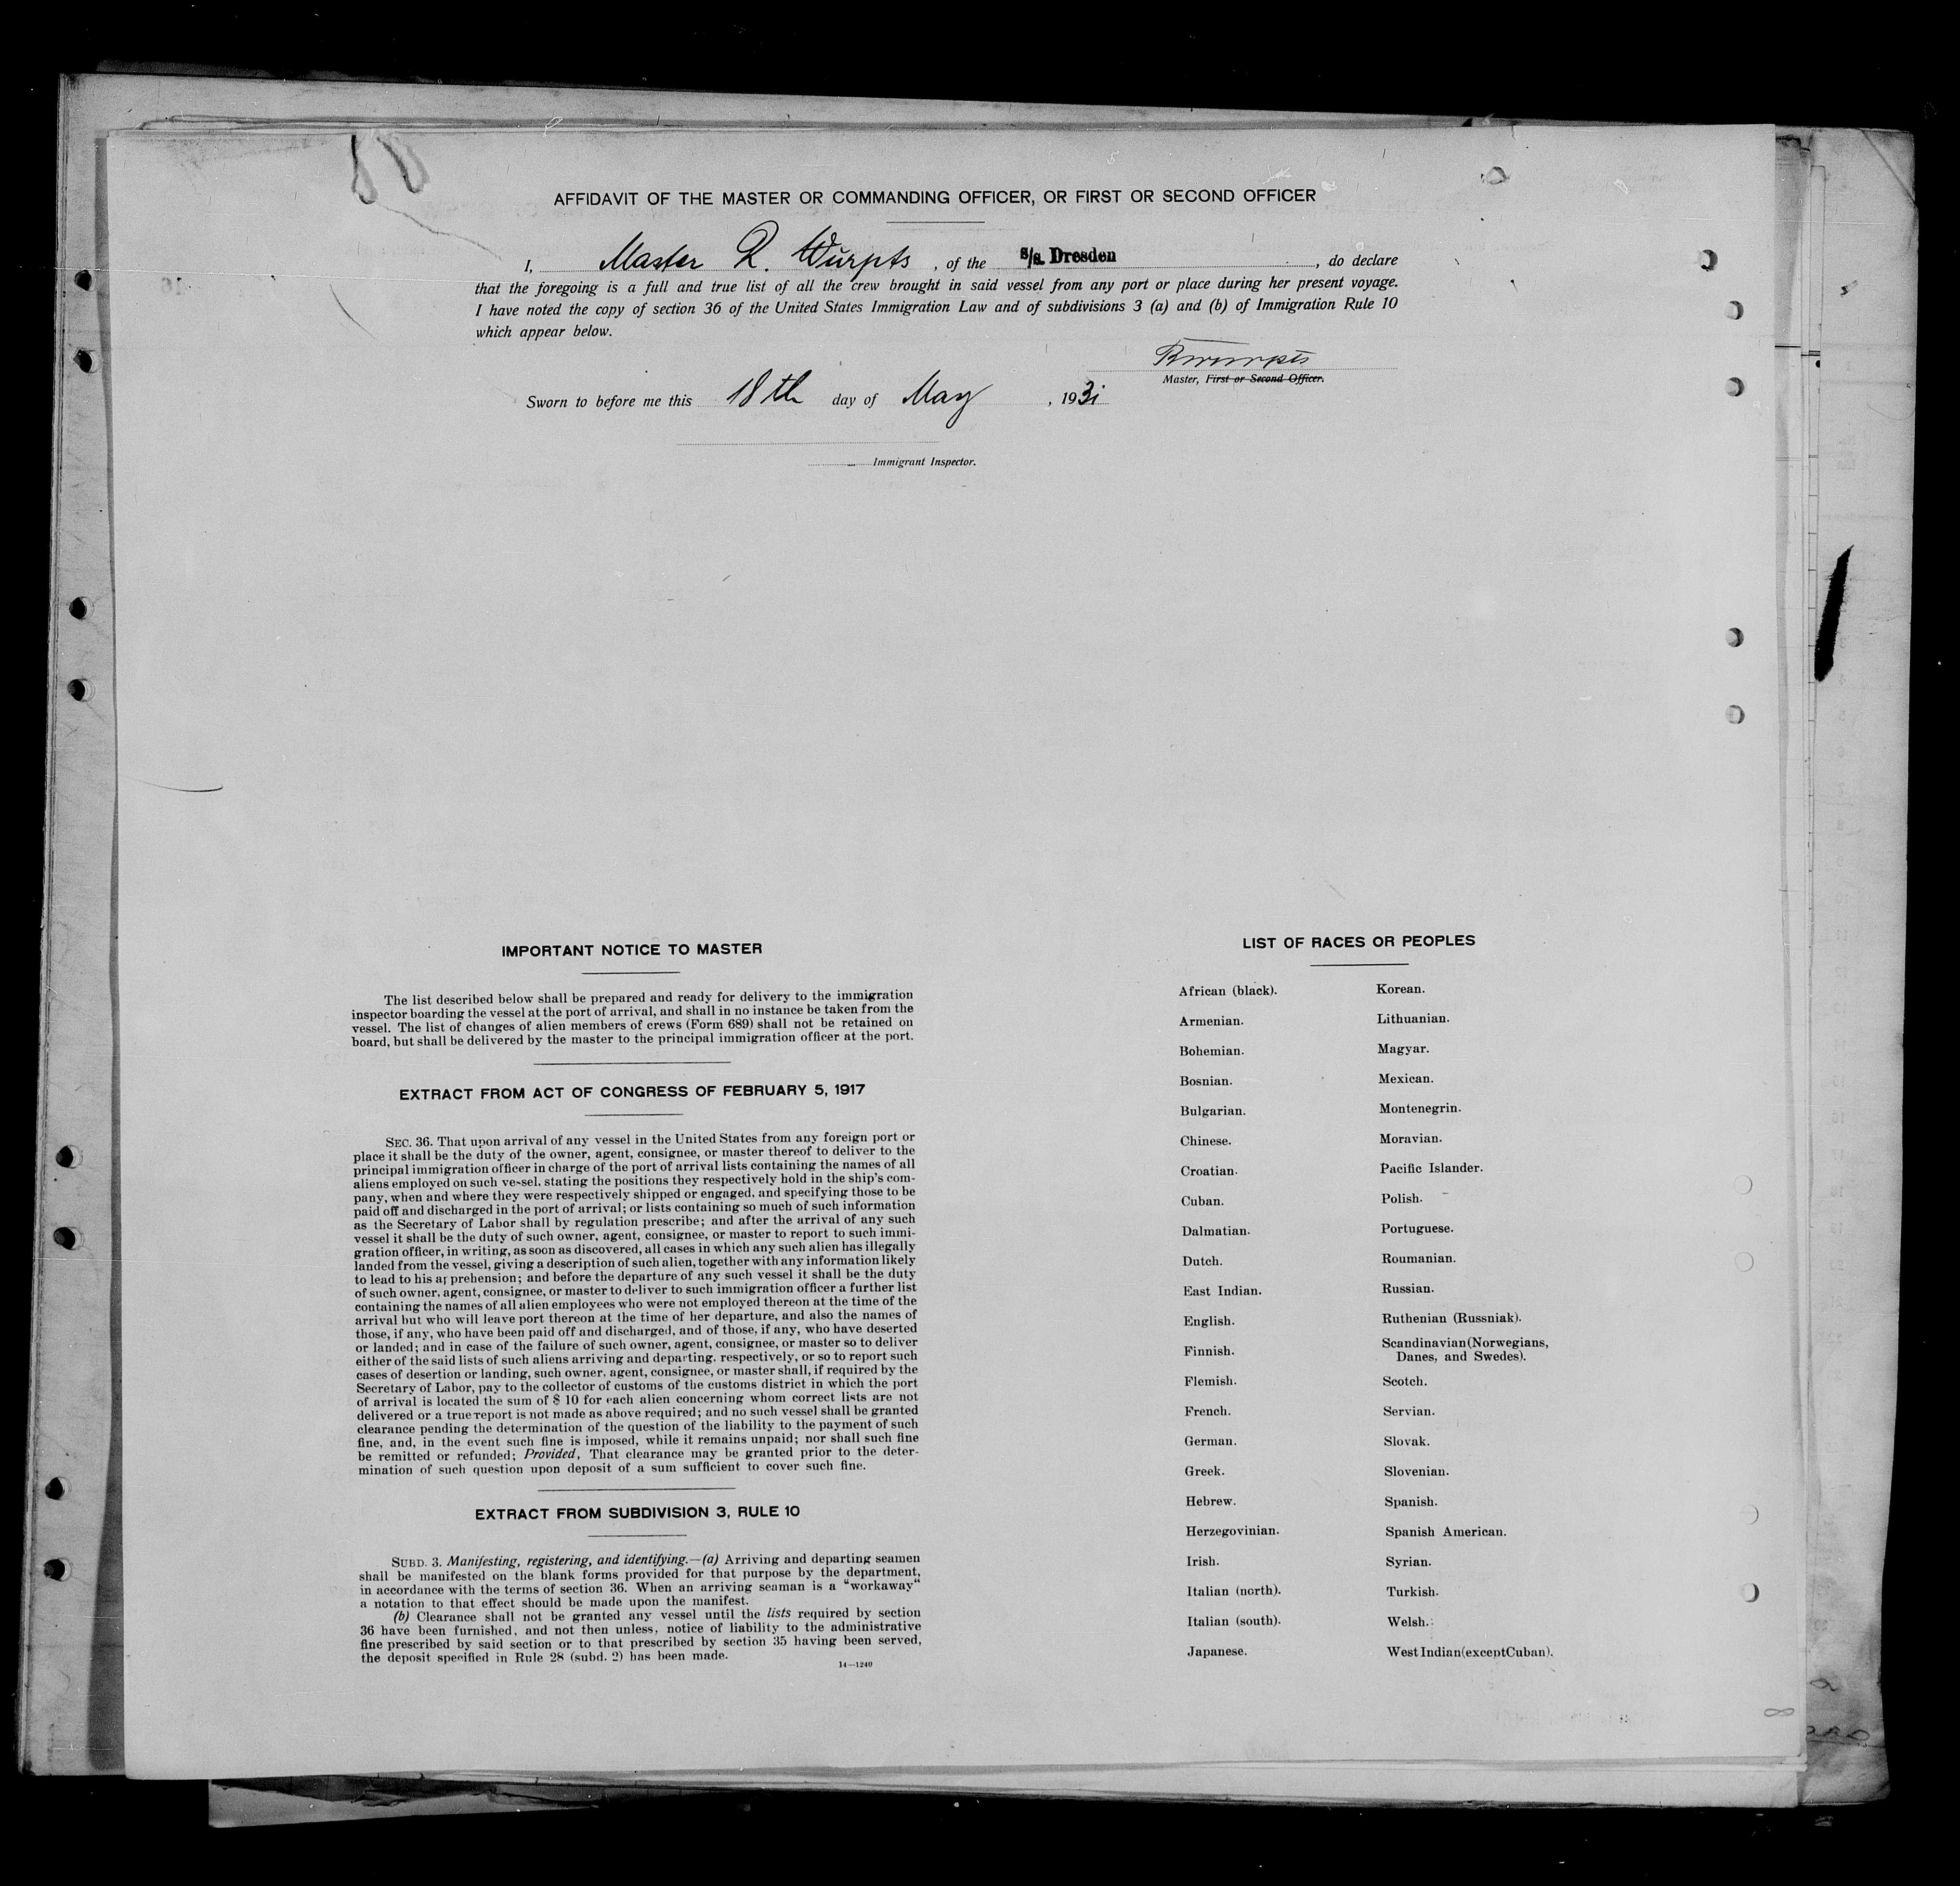 AFFIDAVIT OF THE MASTER OR COMMANDING OFFICER, OR FIRST OR SECOND OFFICER
I, Master R. Wurpts, of the S/s. Dresden, do declare
that the foregoing is a full and true list of all the crew brought in said vessel from any port or place during her present voyage.
I have noted the copy of section 36 of the United States Immigration Law and of subdivisions 3 (a) and (b) of Immigration Rule 10
which appear below.
RWurpts
Master, First or Second Officer.
Sworn to before me this 18th day of May, 1931
Immigrant Inspector.
IMPORTANT NOTICE TO MASTER
The list described below shall be prepared and ready for delivery to the immigration
inspector boarding the vessel at the port of arrival, and shall in no instance be taken from the
vessel. The list of changes of alien members of crews (Form 689) shall not be retained on
board, but shall be delivered by the master to the principal immigration officer at the port.
EXTRACT FROM ACT OF CONGRESS OF FEBRUARY 5, 1917
SEC. 36. That upon arrival of any vessel in the United States from any foreign port or
place it shall be the duty of the owner, agent, consignee, or master thereof to deliver to the
principal immigration officer in charge of the port of arrival lists containing the names of all
aliens employed on such vessel, stating the positions they respectively hold in the ship's com-
pany, when and where they were respectively shipped or engaged, and specifying those to be
paid off and discharged in the port of arrival; or lists containing so much of such information
as the Secretary of Labor shall by regulation prescribe; and after the arrival of any such
vessel it shall be the duty of such owner, agent, consignee, or master to report to such immi-
gration officer, in writing, as soon as discovered, all cases in which any such alien has illegally
landed from the vessel, giving a description of such alien, together with any information likely
to lead to his apprehension; and before the departure of any such vessel it shall be the duty
of such owner, agent, consignee, or master to deliver to such immigration officer a further list
containing the names of all alien employees who were not employed thereon at the time of the
arrival but who will leave port thereon at the time of her departure, and also the names of
those, if any, who have been paid off and discharged, and of those, if any, who have deserted
or landed; and in case of the failure of such owner, agent, consignee, or master so to deliver
either of the said lists of such aliens arriving and departing, respectively, or so to report such
cases of desertion or landing, such owner, agent, consignee, or master shall, if required by the
Secretary of Labor, pay to the collector of customs of the customs district in which the port
of arrival is located the sum of $ 10 for each alien concerning whom correct lists are not
delivered or a true report is not made as above required; and no such vessel shall be granted
clearance pending the determination of the question of the liability to the payment of such
fine, and, in the event such fine is imposed, while it remains unpaid; nor shall such fine
be remitted or refunded; Provided, That clearance may be granted prior to the deter-
mination of such question upon deposit of a sum sufficient to cover such fine.
EXTRACT FROM SUBDIVISION 3, RULE 10
SUBD. 3. Manifesting, registering, and identifying.—(a) Arriving and departing seamen
shall be manifested on the blank forms provided for that purpose by the department,
in accordance with the terms of section 36. When an arriving seaman is a "workaway"
a notation to that effect should be made upon the manifest.
(b) Clearance shall not be granted any vessel until the lists required by section
36 have been furnished, and not then unless, notice of liability to the administrative
fine prescribed by said section or to that prescribed by section 35 having been served,
the deposit specified in Rule 28 (subd. 2) has been made.
14—1240
LIST OF RACES OR PEOPLES
African (black).
Armenian.
Bohemian.
Bosnian.
Bulgarian.
Chinese.
Croatian.
Cuban.
Dalmatian.
Dutch.
East Indian.
English.
Finnish.
Flemish.
French.
German.
Greek.
Hebrew.
Herzegovinian.
Irish.
Italian (north).
Italian (south).
Japanese.
Korean.
Lithuanian.
Magyar.
Mexican.
Montenegrin.
Moravian.
Pacific Islander.
Polish.
Portuguese.
Roumanian.
Russian.
Ruthenian (Russniak).
Scandinavian (Norwegians,
Danes, and Swedes).
Scotch.
Servian.
Slovak.
Slovenian.
Spanish.
Spanish American.
Syrian.
Turkish.
Welsh.
West Indian (except Cuban).